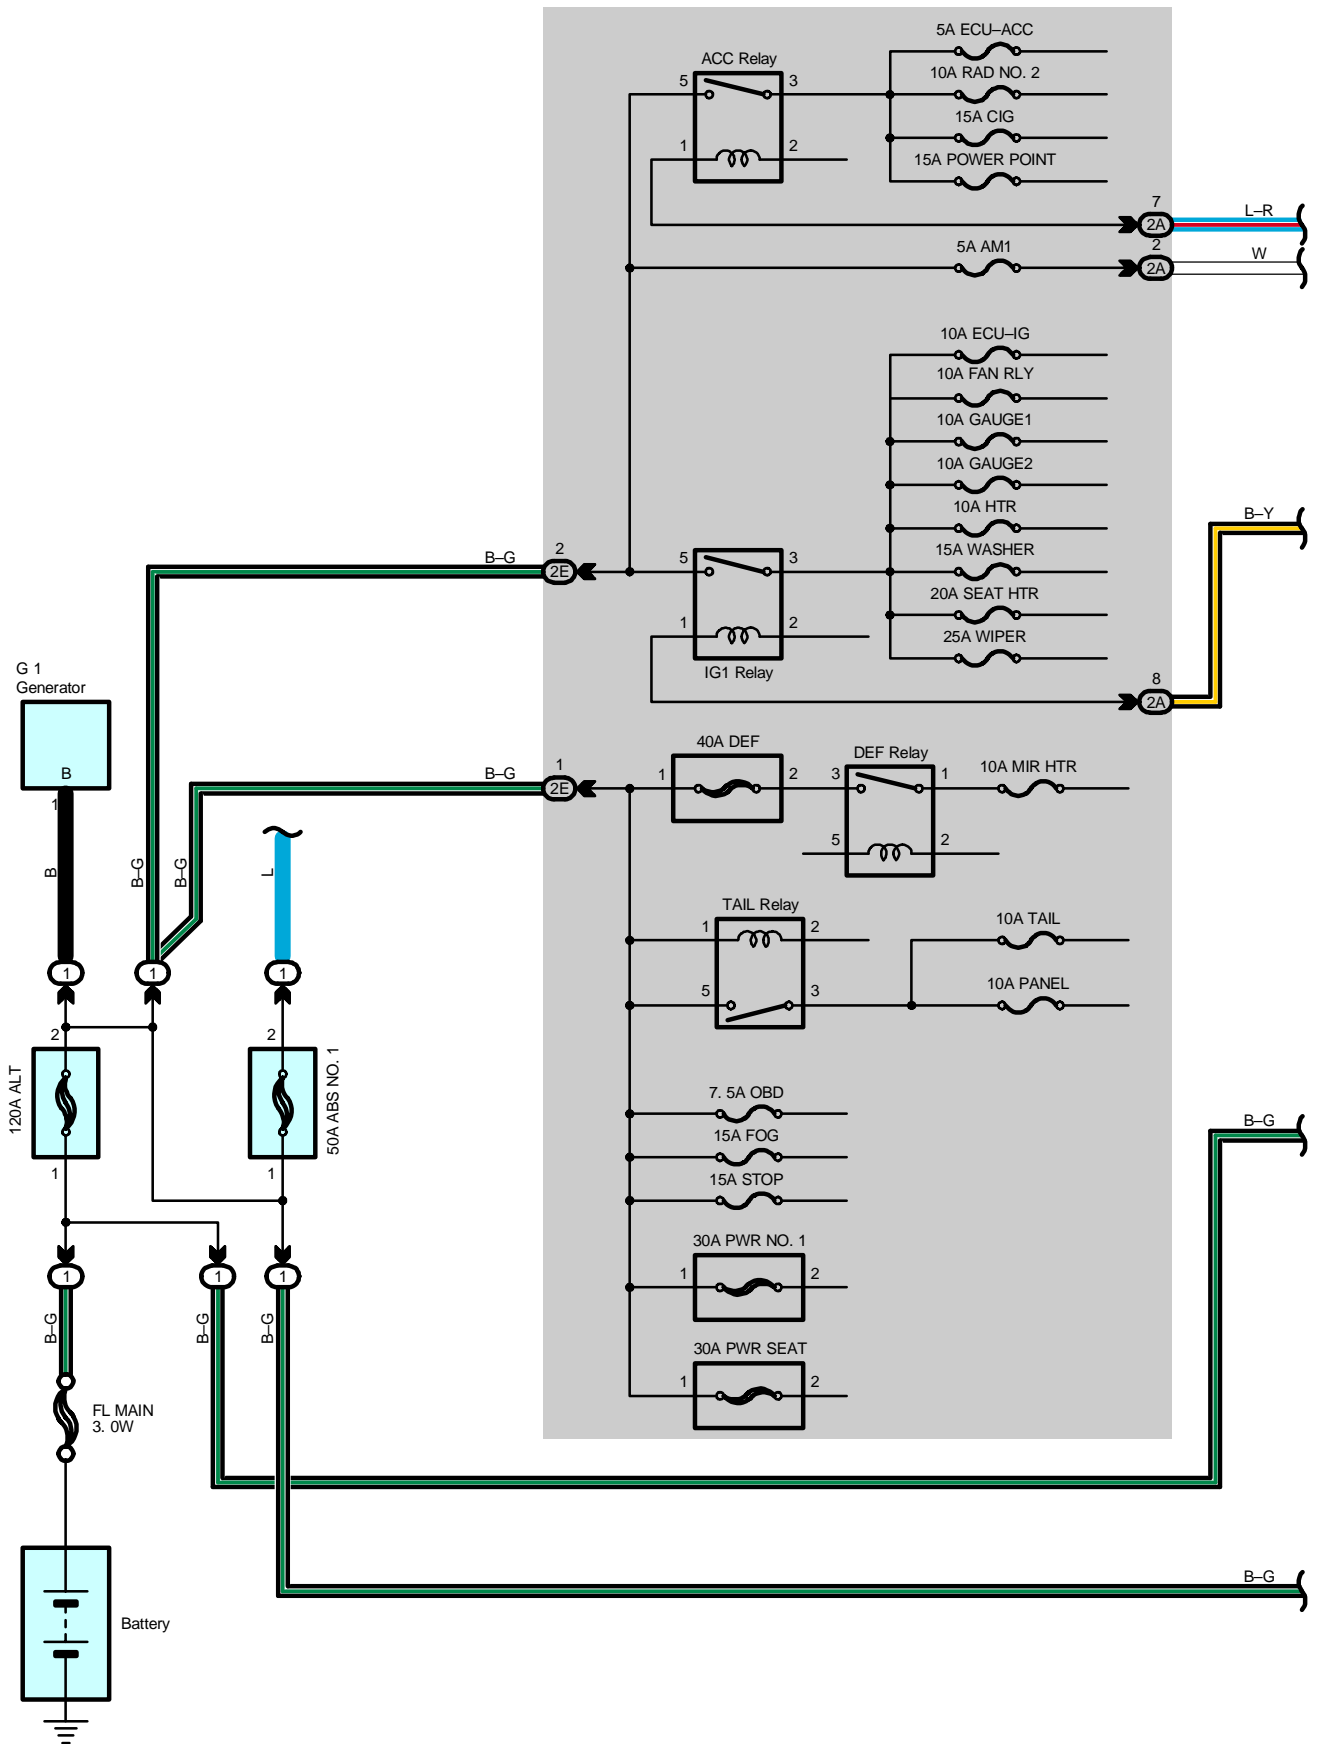 5A ECU–ACC
ACC Relay
10A RAD NO. 2
5
3
15A CIG
1
2
15A POWER POINT
7
L–R
2A
2
5A AM1
W
2A
10A ECU–IG
10A FAN RLY
10A GAUGE1
10A GAUGE2
10A HTR
B–Y
B–G
2
2E
5
3
15A WASHER
20A SEAT HTR
1
2
25A WIPER
IG1 Relay
8
2A
G 1
Generator
B
1
B
B–G
B–G
L
B–G
1
2E
40A DEF
1
2
DEF Relay
3
1
10A MIR HTR
5
2
TAIL Relay
1
2
10A TAIL
5
3
10A PANEL
1
1
1
2
2
120A ALT
50A ABS NO. 1
1
1
7. 5A OBD
15A FOG
15A STOP
B–G
30A PWR NO. 1
1
2
1
1
1
B–G
B–G
B–G
30A PWR SEAT
1
2
FL MAIN
3. 0W
B–G
Battery